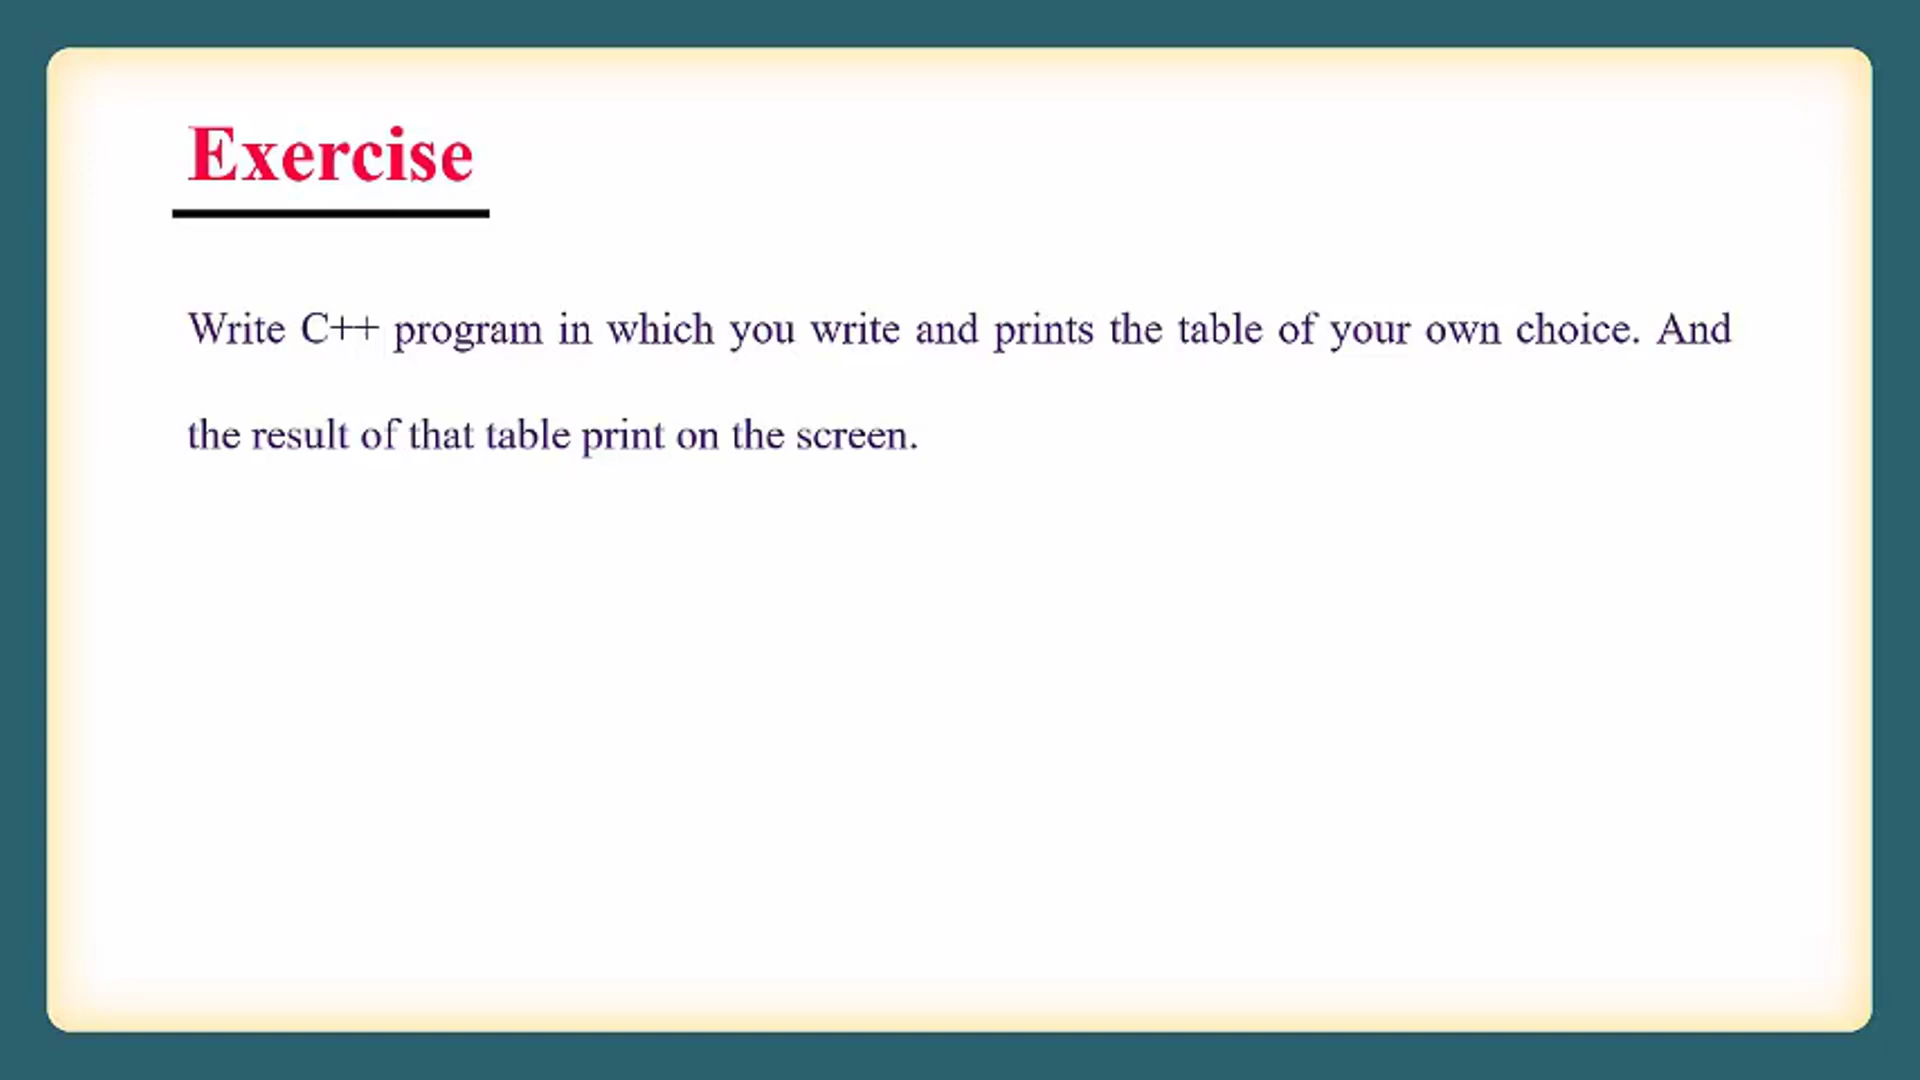 Exercise
Write C++ program in which you write and prints the table of your own choice. And
the result of that table print on the screen.